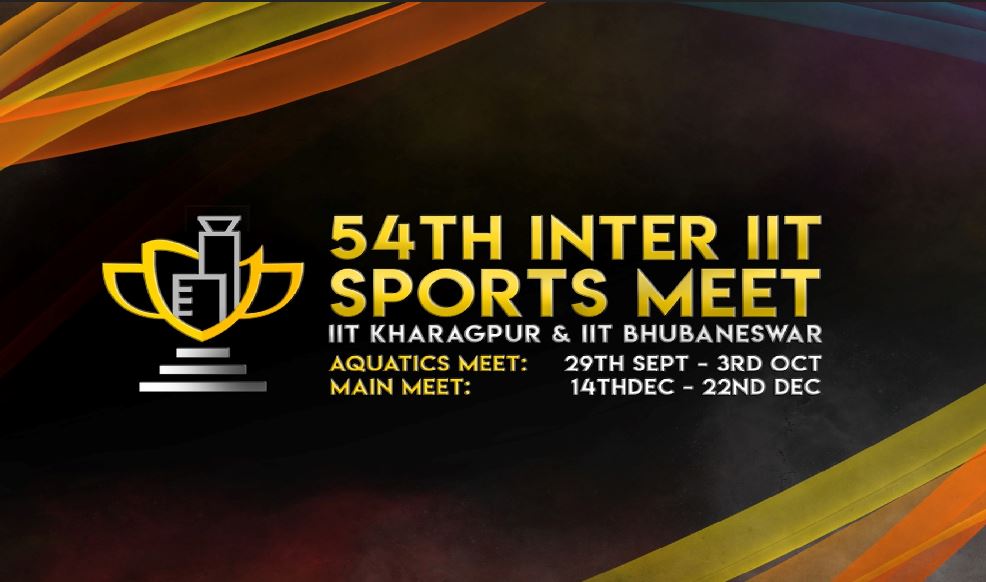 54TH INTER IIT
SPORTS MEET
IIT KHARAGPUR & IIT BHUBANESWAR
AQUATICS MEET: 29TH SEPT - 3RD OCT
MAIN MEET: 14THDEC - 22ND DEC